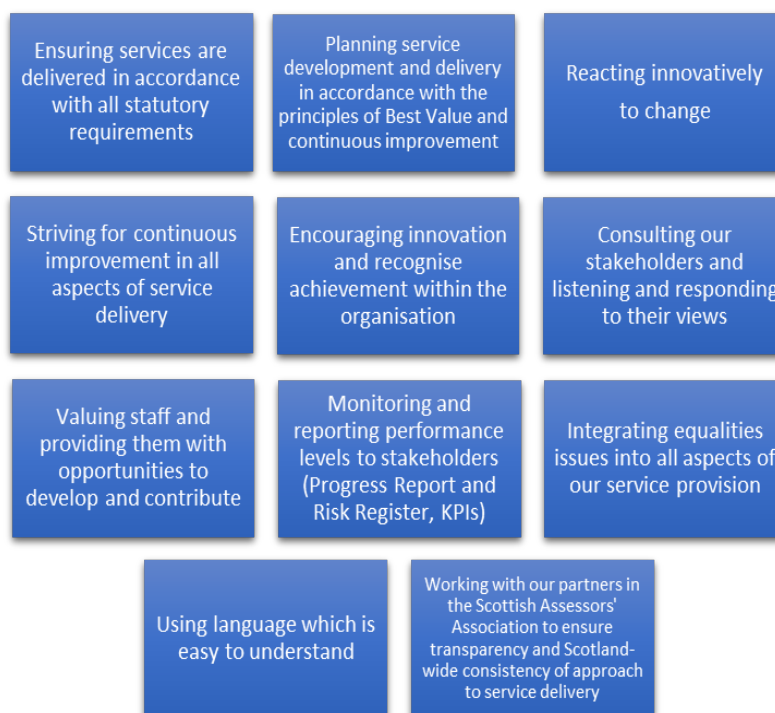 Ensuring services are
delivered in accordance
with all statutory
requirements
Planning service
development and delivery
in accordance with the
principles of Best Value and
continuous improvement
Reacting innovatively
to change
Striving for continuous
improvement in all
aspects of service
delivery
Encouraging innovation
and recognise
achievement within the
organisation
Consulting our
stakeholders and
listening and responding
to their views
Valuing staff and
providing them with
opportunities to
develop and contribute
Monitoring and
reporting performance
levels to stakeholders
(Progress Report and
Risk Register, KPIs)
Integrating equalities
issues into all aspects of
our service provision
Using language which is
easy to understand
Working with our partners in
the Scottish Assessors'
Association to ensure
transparency and Scotland-
wide consistency of approach
to service delivery